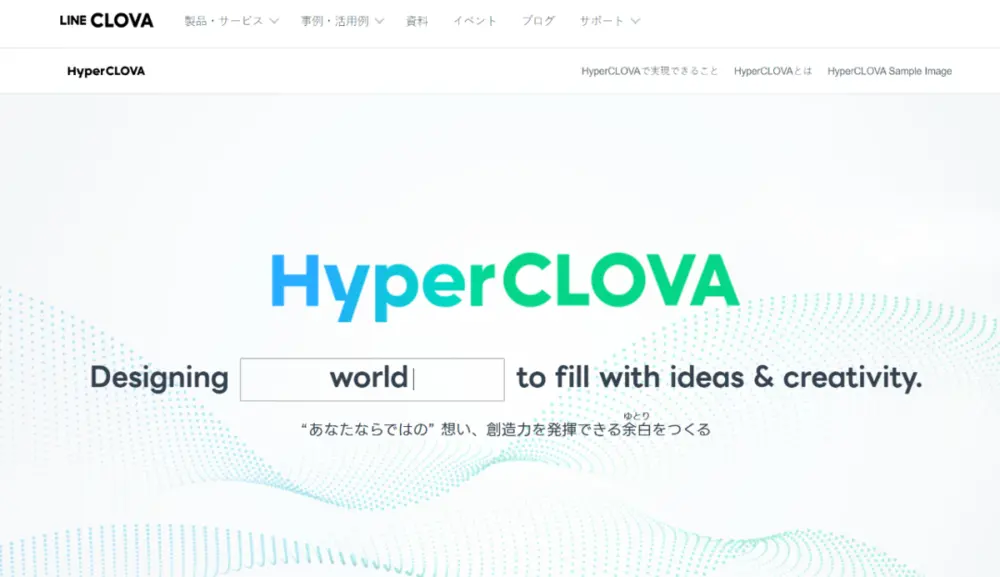 LINE CLOVA 製品・サービス 事例・活用例 資料 イベント ブログ サポート
HyperCLOVA HyperCLOVAで実現できること HyperCLOVAとは HyperCLOVA Sample Image
HyperCLOVA
Designing world to fill with ideas & creativity.
ゆとり
“あなたならではの” 想い、創造力を発揮できる余白をつくる